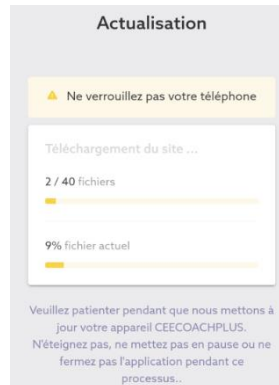 Actualisation
Ne verrouillez pas votre téléphone
Téléchargement du site ...
2 / 40 fichiers
9% fichier actuel
Veuillez patienter pendant que nous mettons à
jour votre appareil CEECOACHPLUS.
N'éteignez pas, ne mettez pas en pause ou ne
fermez pas l'application pendant ce
processus..